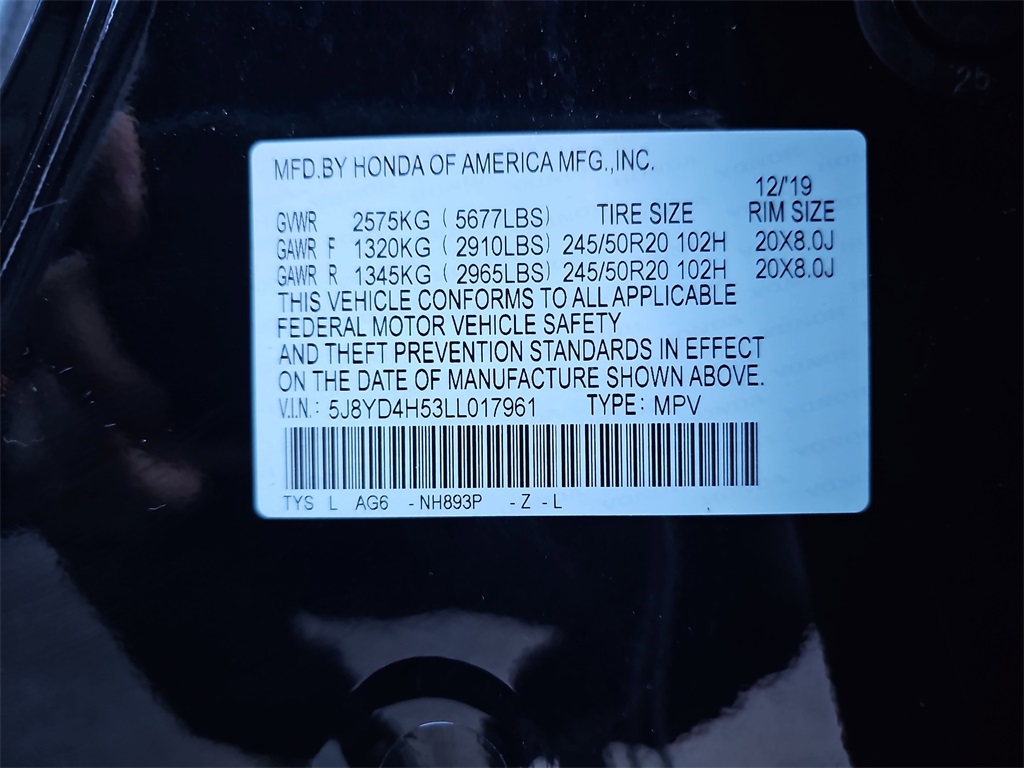 26
MFD.BY HONDA OF AMERICA MFG.,INC.
12/'19
GVWR 2575KG ( 5677LBS) TIRE SIZE RIM SIZE
GAWR F 1320KG ( 2910LBS) 245/50R20 102H 20X8.0J
GAWR R 1345KG ( 2965LBS) 245/50R20 102H 20X8.0J
THIS VEHICLE CONFORMS TO ALL APPLICABLE
FEDERAL MOTOR VEHICLE SAFETY
AND THEFT PREVENTION STANDARDS IN EFFECT
ON THE DATE OF MANUFACTURE SHOWN ABOVE.
V.I.N.: 5J8YD4H53LL017961 TYPE: MPV
TYS L AG6 -NH893P -Z -L